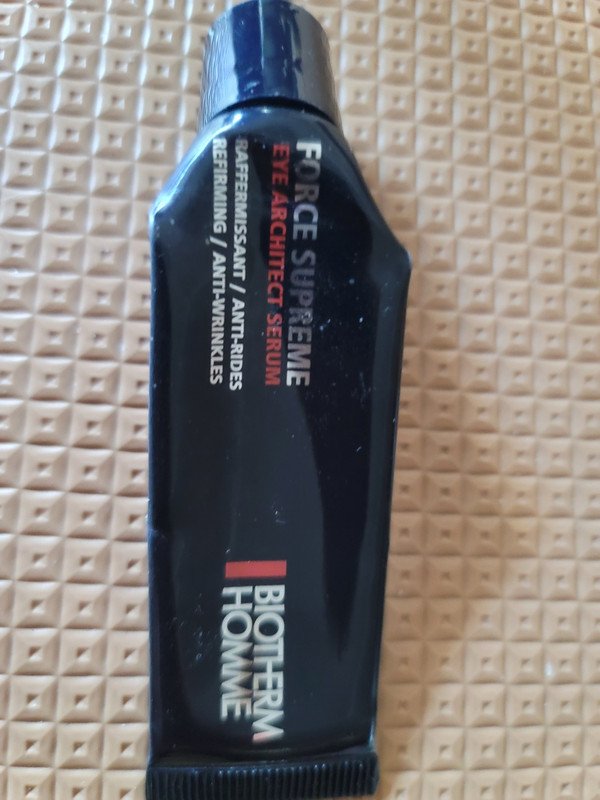 FORCE SUPREME
EYE ARCHITECT SERUM
RAFFERMISSANT / ANTI-RIDES
REFIRMING / ANTI-WRINKLES
BIOTHERM
HOMME